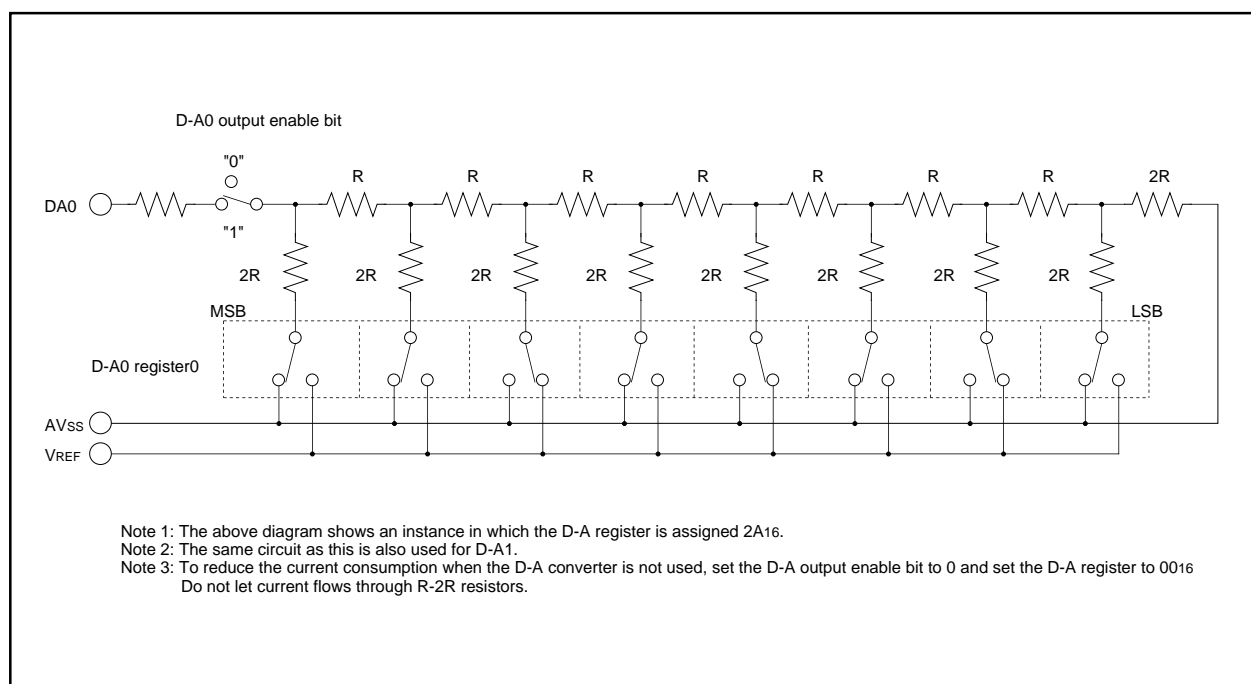 D-A0 output enable bit
"0"
R R R R R R R 2R
DA0
"1"
2R 2R 2R 2R 2R 2R 2R 2R
MSB LSB
D-A0 register0
AVSS
VREF
Note 1: The above diagram shows an instance in which the D-A register is assigned 2A16.
Note 2: The same circuit as this is also used for D-A1.
Note 3: To reduce the current consumption when the D-A converter is not used, set the D-A output enable bit to 0 and set the D-A register to 0016
Do not let current flows through R-2R resistors.